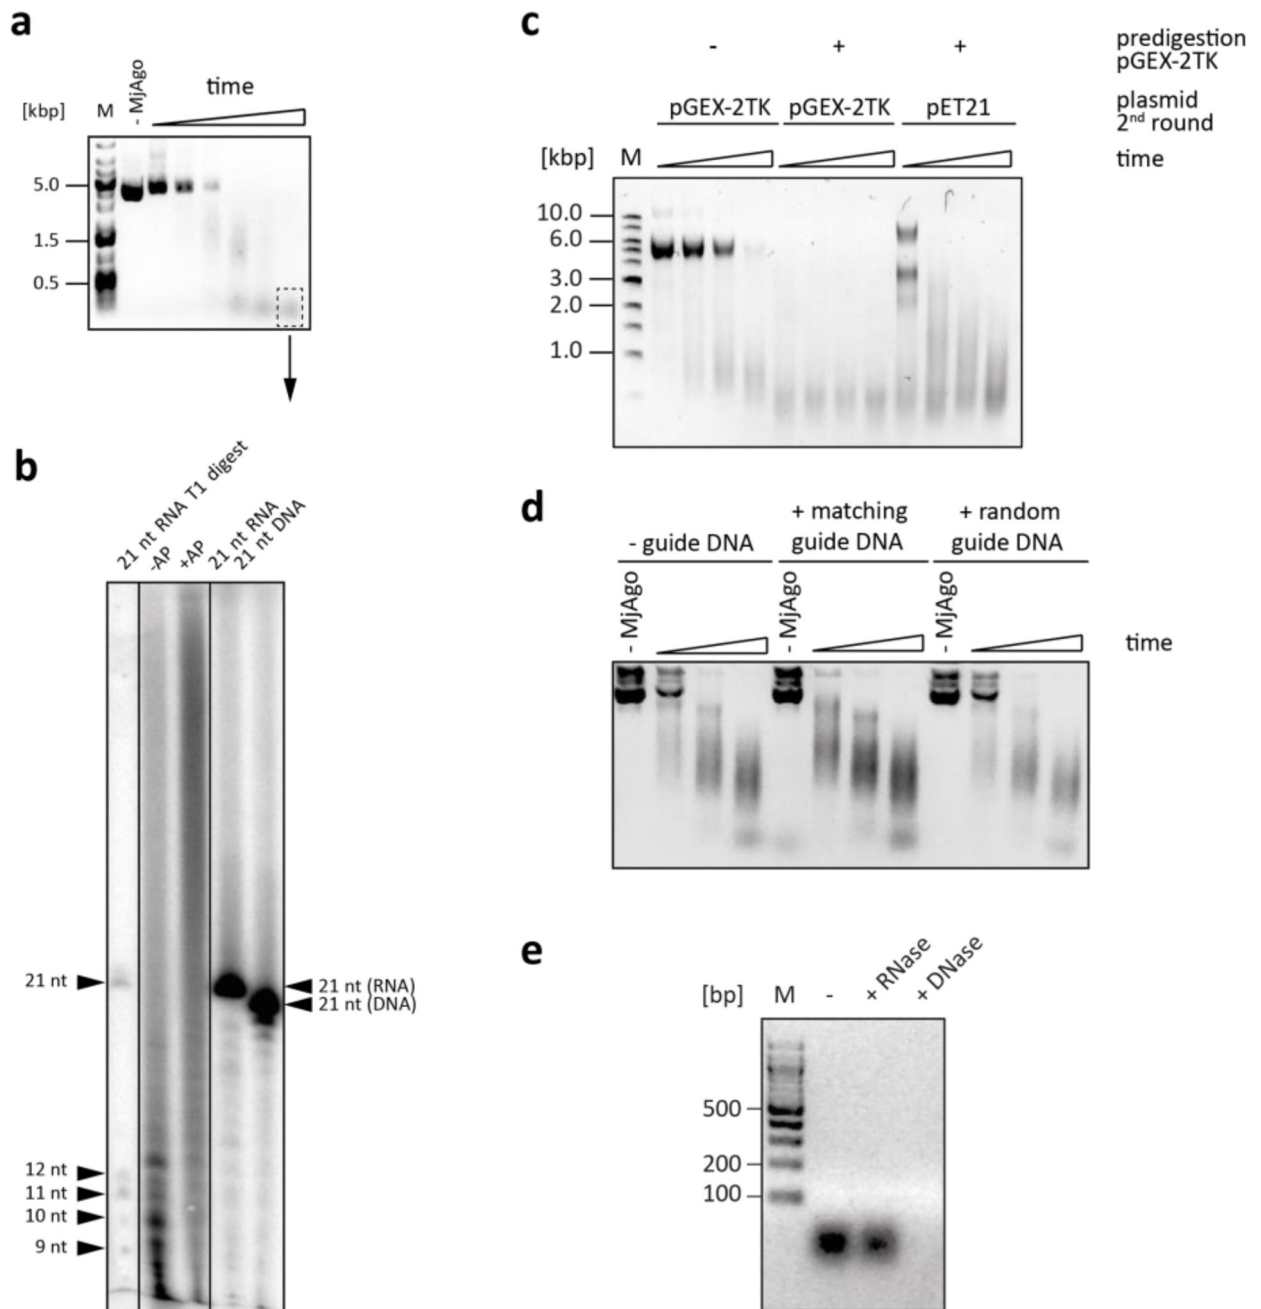 a
time
- MjAgo
[kbp] M
5.0
1.5
0.5
b
21 nt RNA T1 digest
-AP
+AP
21 nt RNA
21 nt DNA
21 nt
21 nt (RNA)
21 nt (DNA)
12 nt
11 nt
10 nt
9 nt
c
- + + predigestion
pGEX-2TK
pGEX-2TK pGEX-2TK pET21 plasmid
2nd round
[kbp] M time
10.0
6.0
3.0
2.0
1.0
d
- guide DNA
+ matching
guide DNA
+ random
guide DNA
- MjAgo
- MjAgo
- MjAgo
time
e
[bp] M - + RNase + DNase
500
200
100